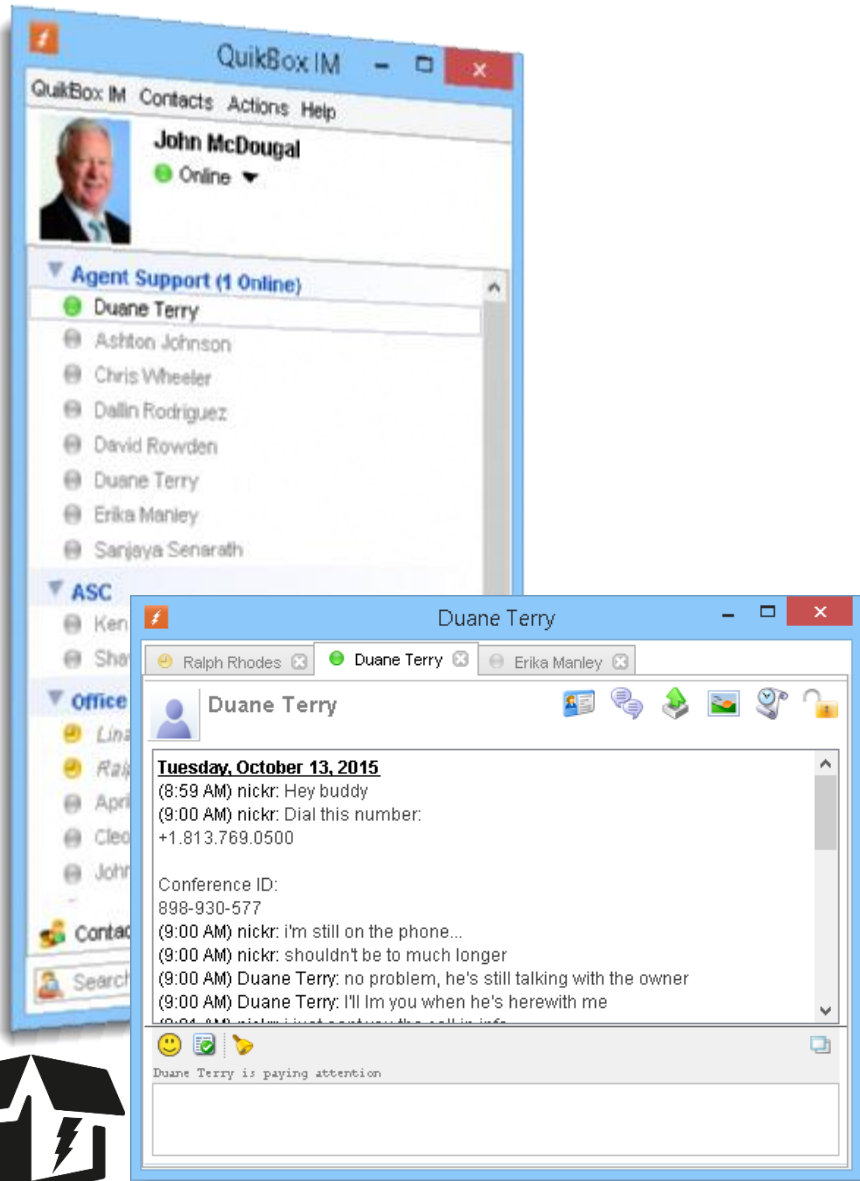 QuikBox IM
QuikBox IM Contacts Actions Help
John McDougal
Online
Agent Support (1 Online)
Duane Terry
Ashton Johnson
Chris Wheeler
Dallin Rodriguez
David Rowden
Duane Terry
Erika Manley
Sanjaya Senarath
ASC
Ken
Office
Duane Terry
Ralph Rhodes Duane Terry Erika Manley
Duane Terry
Tuesday, October 13, 2015
(8:59 AM) nickr: Hey buddy
(9:00 AM) nickr: Dial this number:
+1.813.769.0500
Conference ID:
898-930-577
(9:00 AM) nickr: i'm still on the phone...
(9:00 AM) nickr: shouldn't be to much longer
(9:00 AM) Duane Terry: no problem, he's still talking with the owner
(9:00 AM) Duane Terry: I'll Im you when he's herewith me
Duane Terry is paying attention